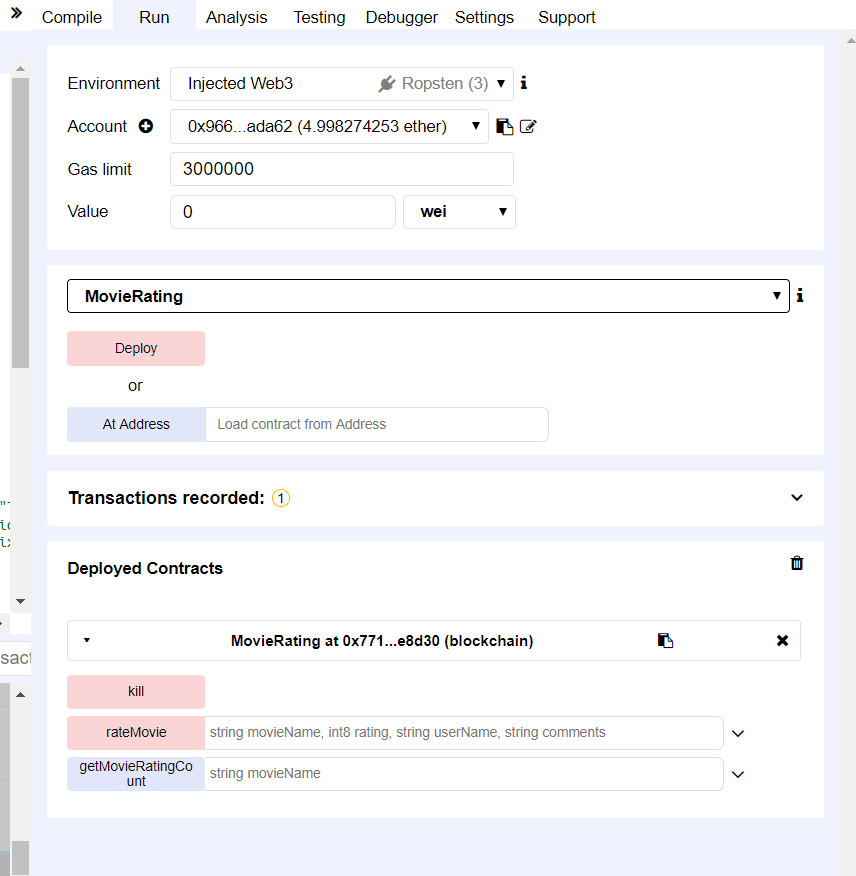 Compile Run Analysis Testing Debugger Settings Support
Environment Injected Web3 Ropsten (3)
Account 0x966...ada62 (4.998274253 ether)
Gas limit 3000000
Value 0 wei
MovieRating
Deploy
or
At Address Load contract from Address
Transactions recorded: 1
Deployed Contracts
MovieRating at 0x771...e8d30 (blockchain)
kill
rateMovie string movieName, int8 rating, string userName, string comments
getMovieRatingCo
unt
string movieName